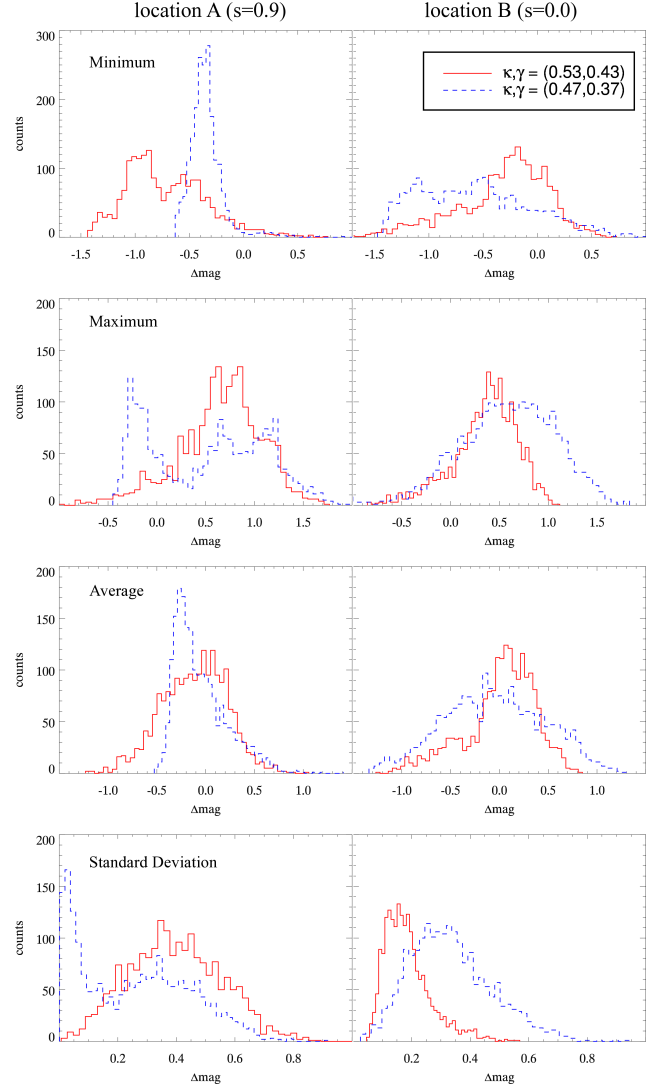 location A (s=0.9) location B (s=0.0)
300
200
100
0
counts
Minimum
-1.5 -1.0 -0.5 0.0 0.5
Δmag
κ,γ = (0.53,0.43)
κ,γ = (0.47,0.37)
-1.5 -1.0 -0.5 0.0 0.5
Δmag
200
150
100
50
0
counts
Maximum
-0.5 0.0 0.5 1.0 1.5
Δmag
-0.5 0.0 0.5 1.0 1.5
Δmag
200
150
100
50
0
counts
Average
-1.0 -0.5 0.0 0.5 1.0
Δmag
-1.0 -0.5 0.0 0.5 1.0
Δmag
200
150
100
50
0
counts
Standard Deviation
0.2 0.4 0.6 0.8
Δmag
0.2 0.4 0.6 0.8
Δmag